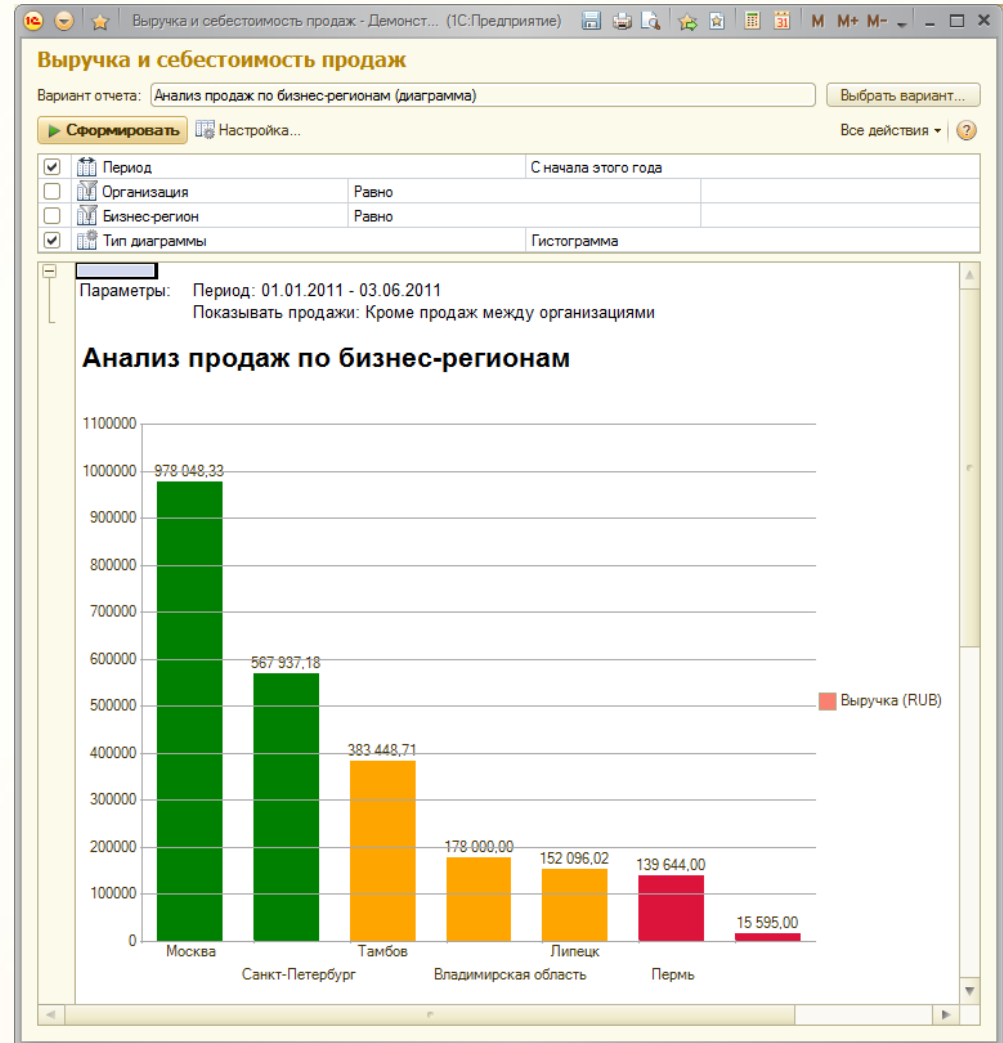 Выручка и себестоимость продаж - Демонст... (1С:Предприятие) 31 M M+ M-
Выручка и себестоимость продаж
Вариант отчета: Анализ продаж по бизнес-регионам (диаграмма) Выбрать вариант...
Сформировать Настройка... Все действия ?
Период С начала этого года
Организация Равно
Бизнес-регион Равно
Тип диаграммы Гистограмма
Параметры: Период: 01.01.2011 - 03.06.2011
Показывать продажи: Кроме продаж между организациями
Анализ продаж по бизнес-регионам
1100000
1000000 978 048,33
900000
800000
700000
600000 567 937,18
500000 Выручка (RUB)
400000 383 448,71
300000
200000 178 000,00 152 096,02 139 644,00
100000 15 595,00
0
Москва Тамбов Липецк
Санкт-Петербург Владимирская область Пермь